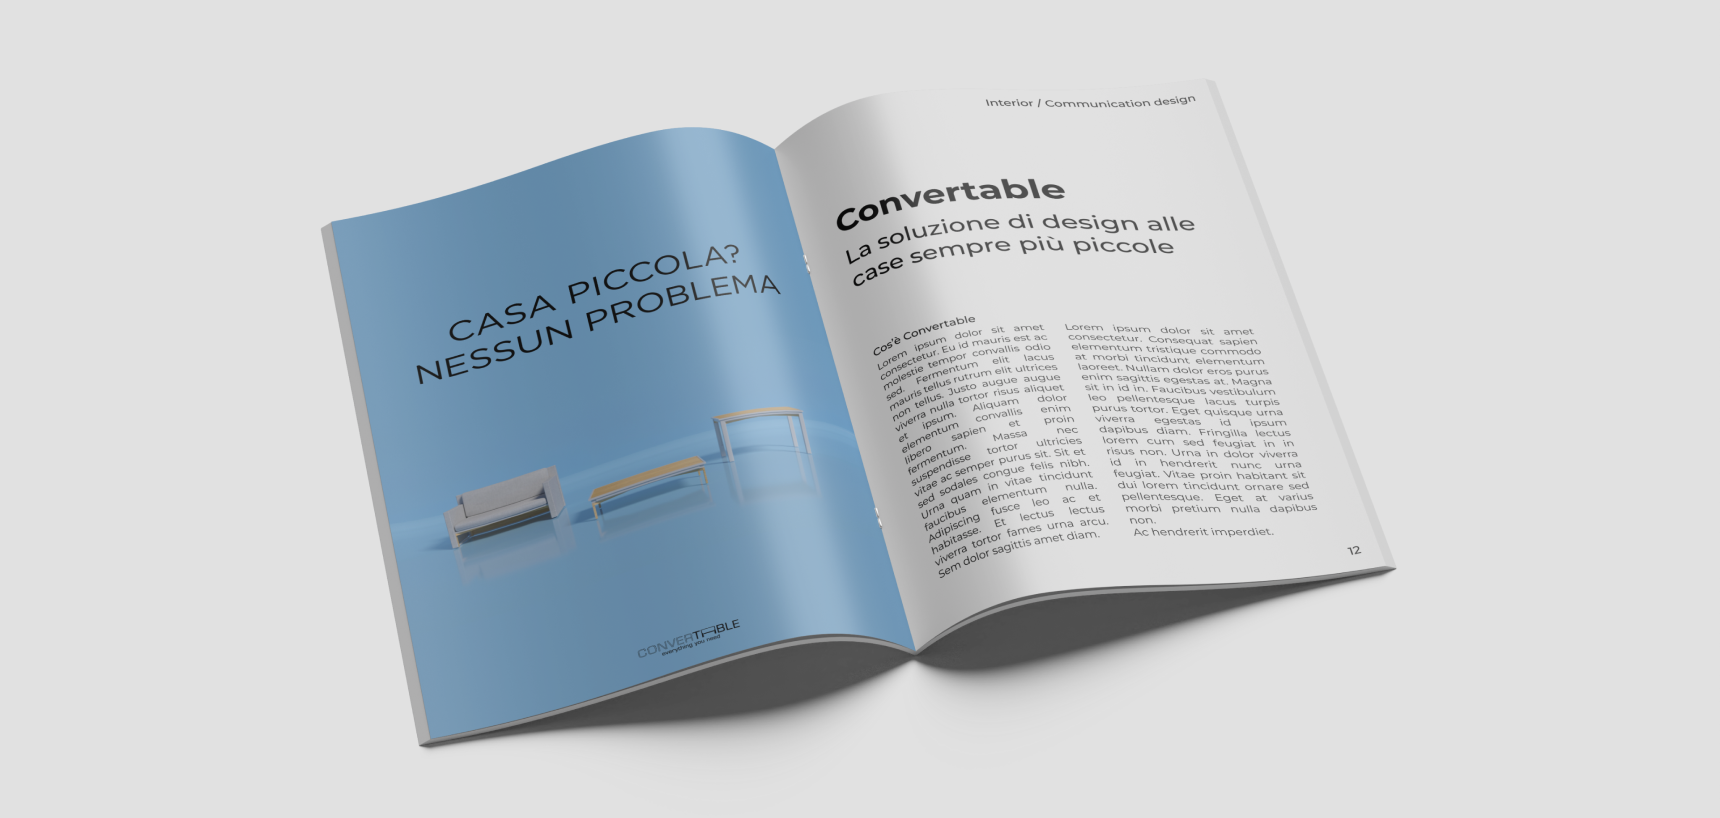 CASA PICCOLA?
NESSUN PROBLEMA
CONVERTABLE
everything you need
Interior / Communication design
Convertable
La soluzione di design alle
case sempre più piccole
Cos'è Convertable
Lorem ipsum dolor sit amet
consectetur. Eu id mauris est ac
molestie tempor convallis odio
sed. Fermentum elit lacus
mauris tellus rutrum elit ultrices
non tellus. Justo augue augue
viverra nulla tortor risus aliquet
et ipsum. Aliquam dolor
elementum convallis enim
libero sapien et proin
fermentum. Massa nec
suspendisse tortor ultricies
vitae ac semper purus sit. Sit et
sed sodales congue felis nibh.
Urna quam in vitae tincidunt
faucibus elementum nulla.
Adipiscing fusce leo ac et
habitasse. Et lectus lectus
viverra tortor fames urna arcu.
Sem dolor sagittis amet diam.
Lorem ipsum dolor sit amet
consectetur. Consequat sapien
elementum tristique commodo
at morbi tincidunt elementum
laoreet. Nullam dolor eros purus
enim sagittis egestas at. Magna
sit in id in. Faucibus vestibulum
leo pellentesque lacus turpis
purus tortor. Eget quisque urna
viverra egestas id ipsum
dapibus diam. Fringilla lectus
lorem cum sed feugiat in in
risus non. Urna in dolor viverra
id in hendrerit nunc urna
feugiat. Vitae proin habitant sit
dui lorem tincidunt ornare sed
pellentesque. Eget at varius
morbi pretium nulla dapibus
non.
Ac hendrerit imperdiet.
12